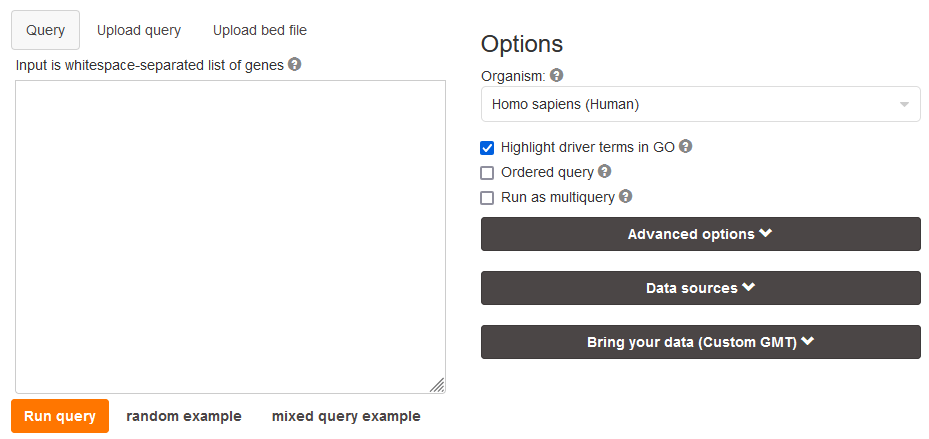 Query
Upload query
Upload bed file
Input is whitespace-separated list of genes
Run query
random example
mixed query example
Options
Organism:
Homo sapiens (Human)
Highlight driver terms in GO
Ordered query
Run as multiquery
Advanced options
Data sources
Bring your data (Custom GMT)